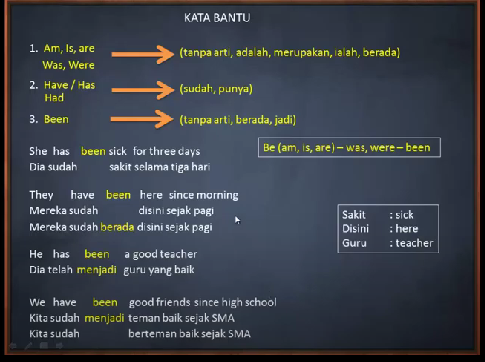 KATA BANTU
1. Am, Is, are
Was, Were
(tanpa arti, adalah, merupakan, ialah, berada)
2. Have / Has
Had
(sudah, punya)
3. Been
(tanpa arti, berada, jadi)
She has been sick for three days
Dia sudah sakit selama tiga hari
Be (am, is, are) – was, were – been
They have been here since morning
Mereka sudah disini sejak pagi
Mereka sudah berada disini sejak pagi
Sakit : sick
Disini : here
Guru : teacher
He has been a good teacher
Dia telah menjadi guru yang baik
We have been good friends since high school
Kita sudah menjadi teman baik sejak SMA
Kita sudah berteman baik sejak SMA